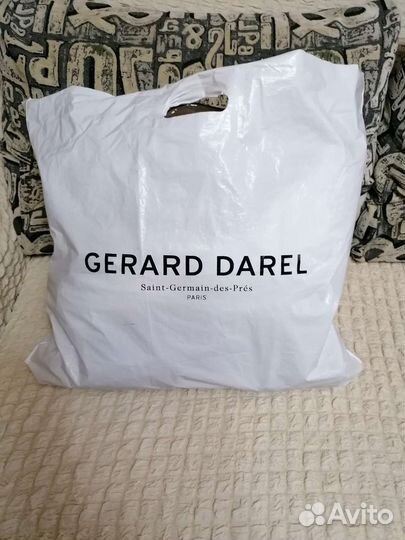 GERARD DAREL
Saint-Germain-des-Prés
PARIS
Avito